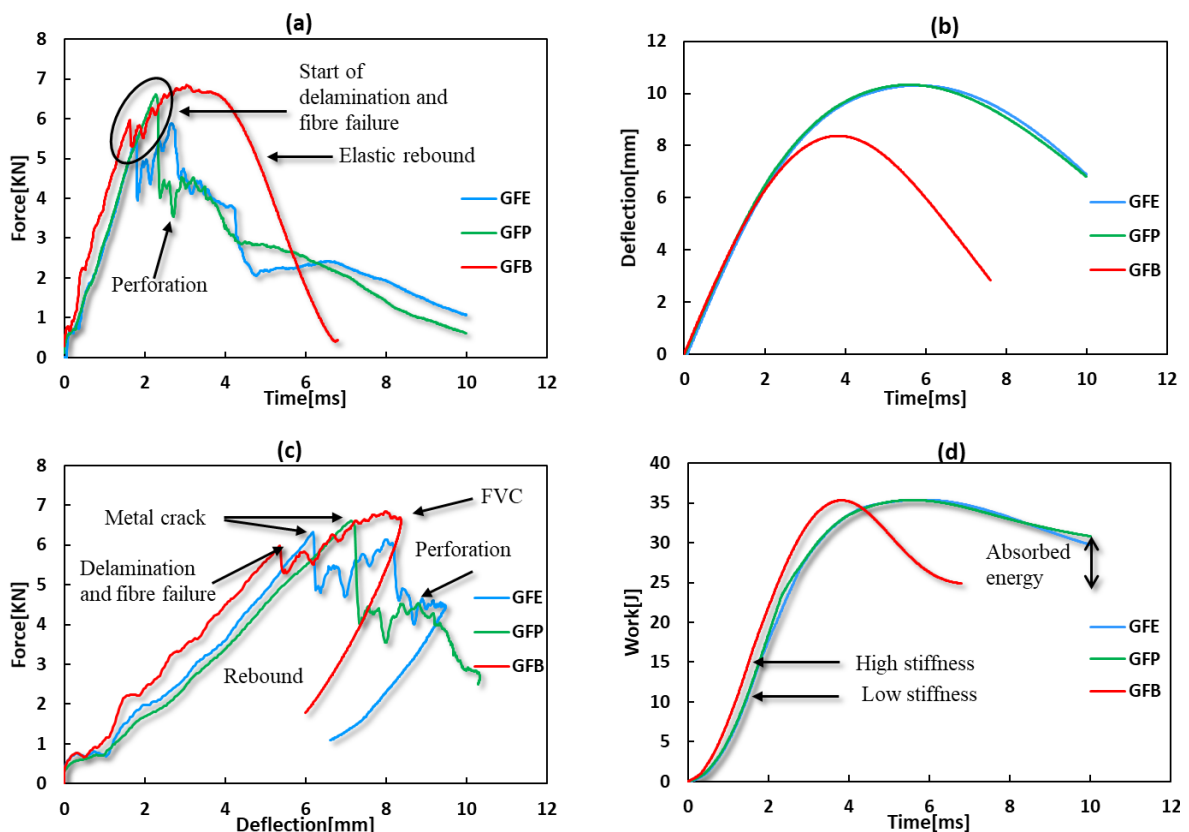 (a)
8
7
6
5
4
3
2
1
0
Force[KN]
0 2 4 6 8 10 12
Time[ms]
Start of
delamination and
fibre failure
Elastic rebound
Perforation
GFE
GFP
GFB
(b)
12
10
8
6
4
2
0
Deflection[mm]
0 2 4 6 8 10 12
Time[ms]
GFE
GFP
GFB
(c)
8
7
6
5
4
3
2
1
0
Force[KN]
0 2 4 6 8 10 12
Deflection[mm]
Metal crack
FVC
Perforation
Delamination
and fibre failure
Rebound
GFE
GFP
GFB
(d)
40
35
30
25
20
15
10
5
0
Work[J]
0 2 4 6 8 10 12
Time[ms]
Absorbed
energy
High stiffness
Low stiffness
GFE
GFP
GFB